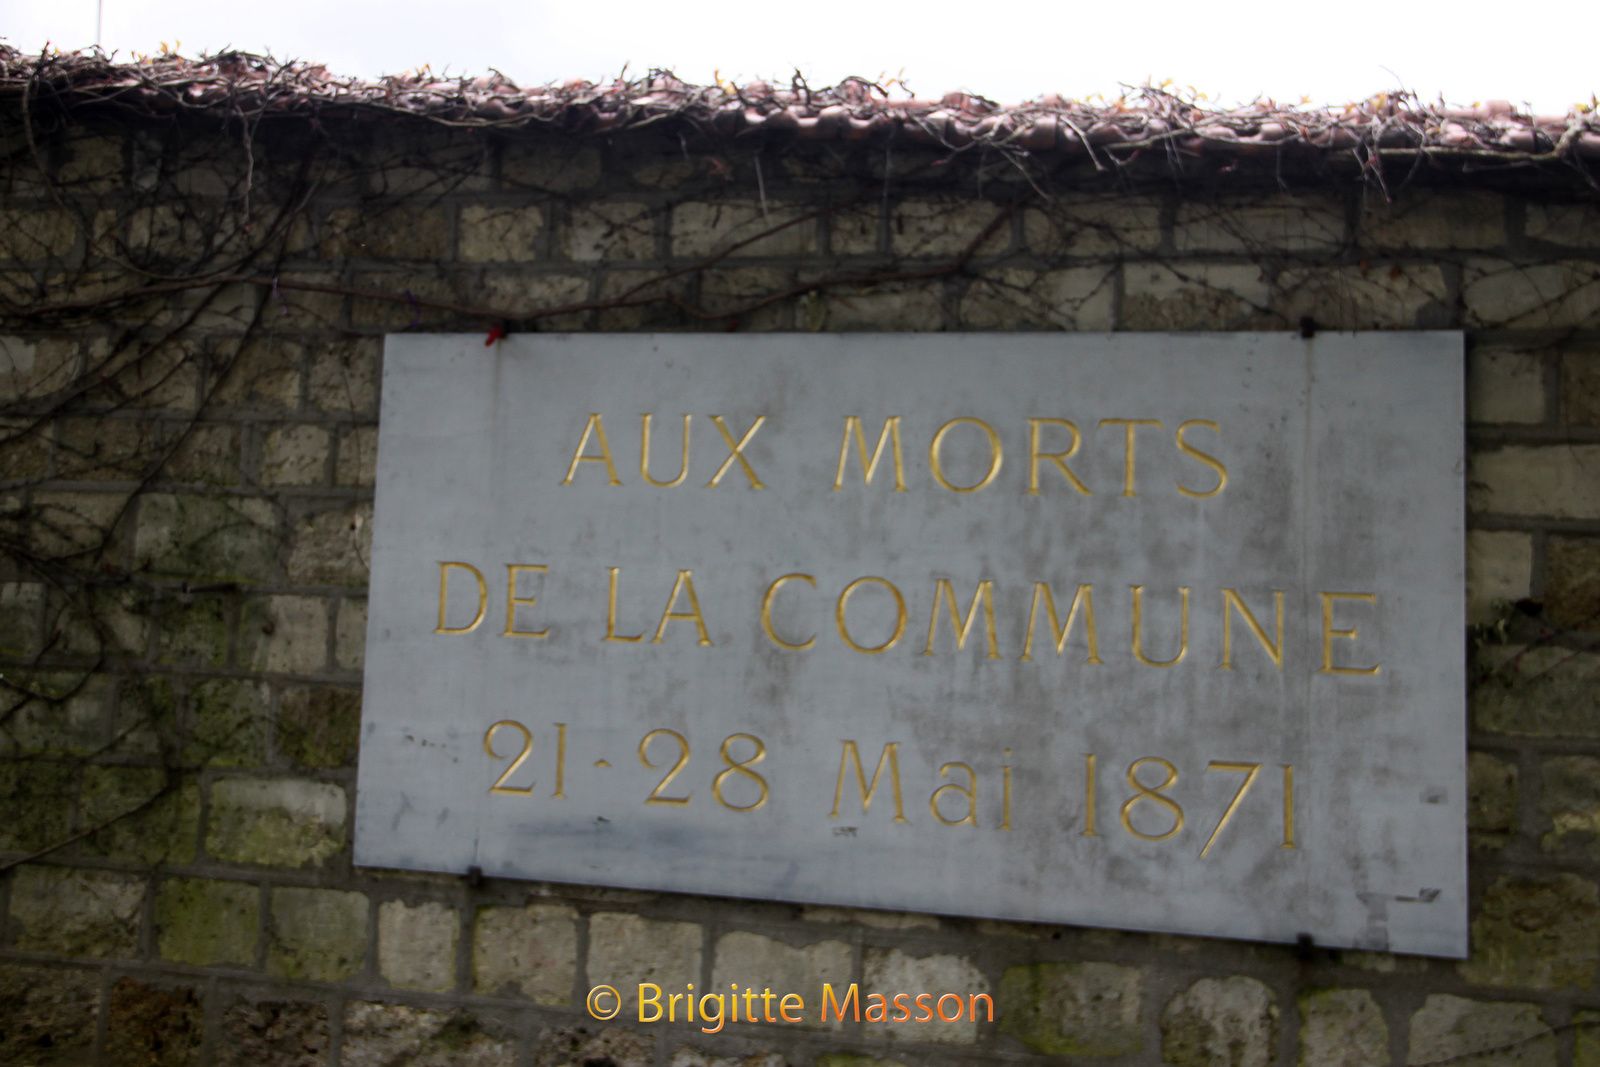 AUX MORTS
DE LA COMMUNE
21-28 Mai 1871
© Brigitte Masson